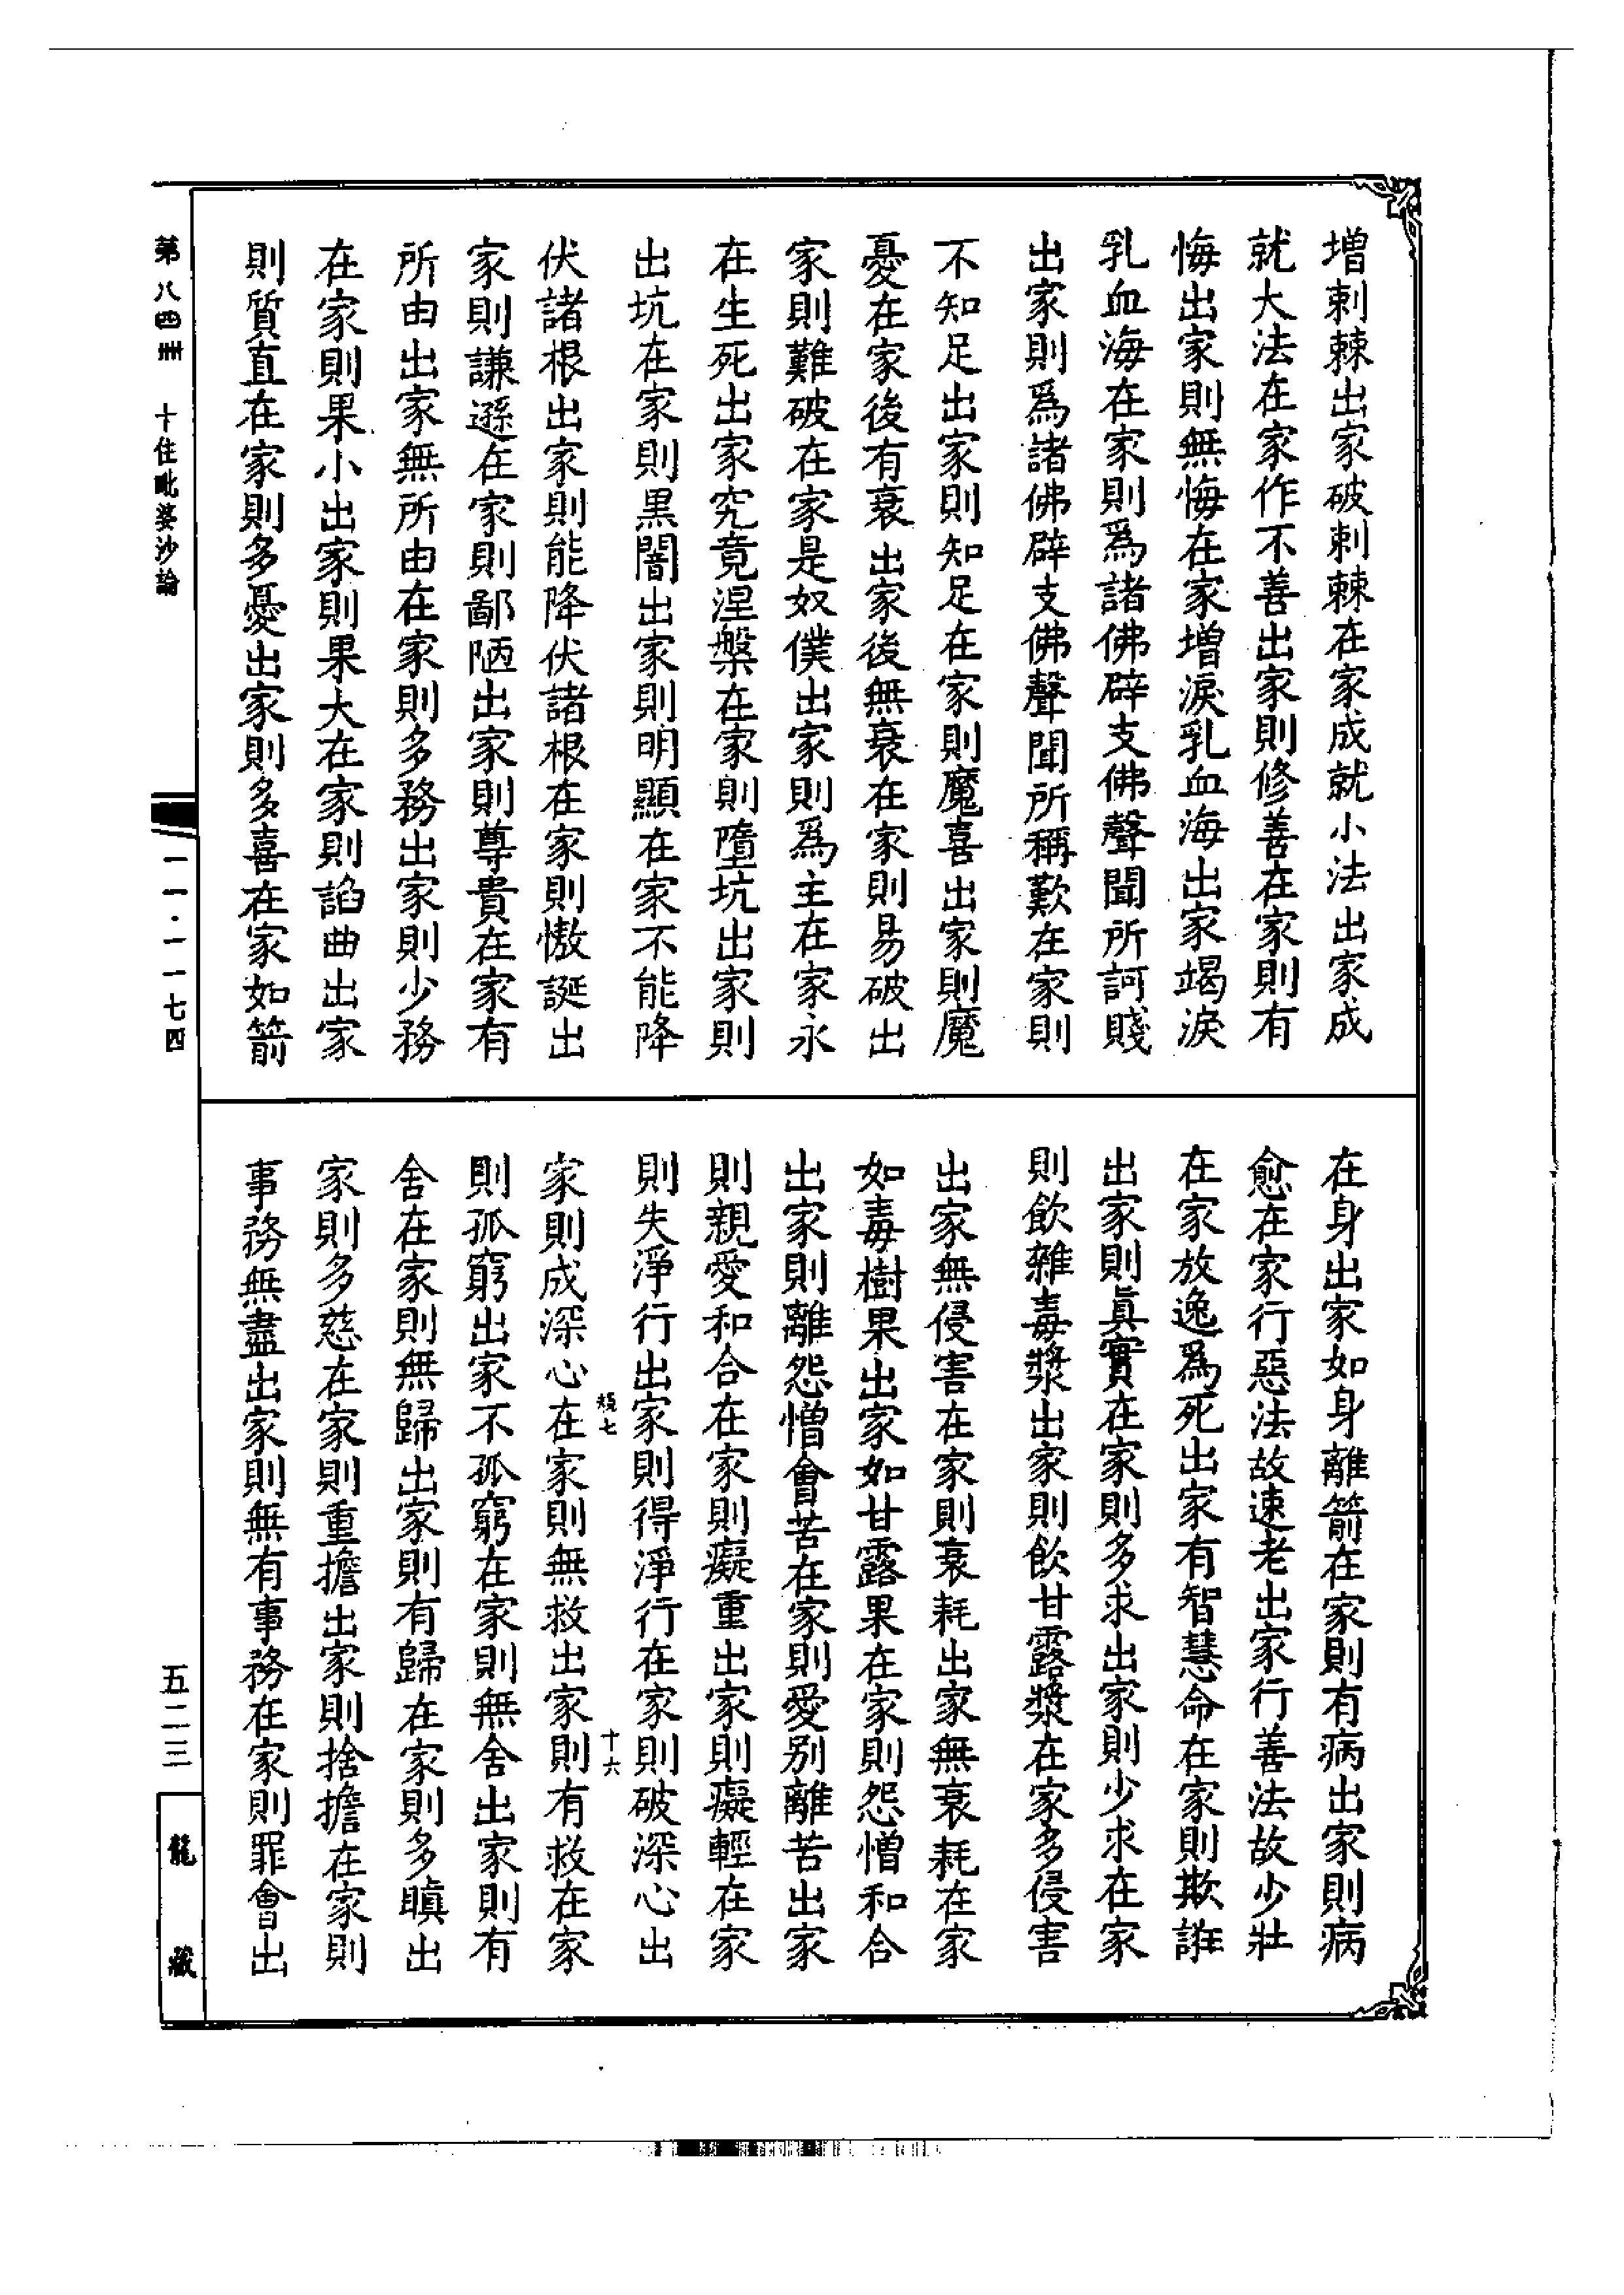 增刺棘出家破刺棘在家成就小法出家成
就大法在家作不善出家則修善在家則有
悔出家則無悔在家增淚乳血海出家竭淚
乳血海在家則爲諸佛辟支佛聲聞所訶賤
出家則爲諸佛辟支佛聲聞所稱歎在家則
不知足出家則知足在家則魔喜出家則魔
憂在家後有衰出家後無衰在家則易破出
家則難破在家是奴僕出家則爲主在家永
在生死出家究竟涅槃在家則墮坑出家則
出坑在家則黑闇出家則明顯在家不能降
伏諸根出家則能降伏諸根在家則慠誕出
家則謙遜在家則鄙陋出家則尊貴在家有
所由出家無所由在家則多務出家則少務
在家則果小出家則果大在家則諂曲出家
則質直在家則多憂出家則多喜在家如箭
在身出家如身離箭在家則有病出家則病
愈在家行惡法故速老出家行善法故少壯
在家放逸爲死出家有智慧命在家則欺誑
出家則眞實在家則多求出家則少求在家
則飲雜毒漿出家則飲甘露漿在家多侵害
出家無侵害在家則衰耗出家無衰耗在家
如毒樹果出家如甘露果在家則怨憎和合
出家則離怨憎會苦在家則愛別離苦出家
則親愛和合在家則癡重出家則癡輕在家
則失淨行出家則得淨行在家則破深心出
家則成深心在家則無救出家則有救在家
則孤窮出家不孤窮在家則無舍出家則有
舍在家則無歸出家則有歸在家則多瞋出
家則多慈在家則重擔出家則捨擔在家則
事務無盡出家則無有事務在家則罪會出
七
十六
第八四冊 十住毗婆沙論
一一·一一七四
五二三
龍藏